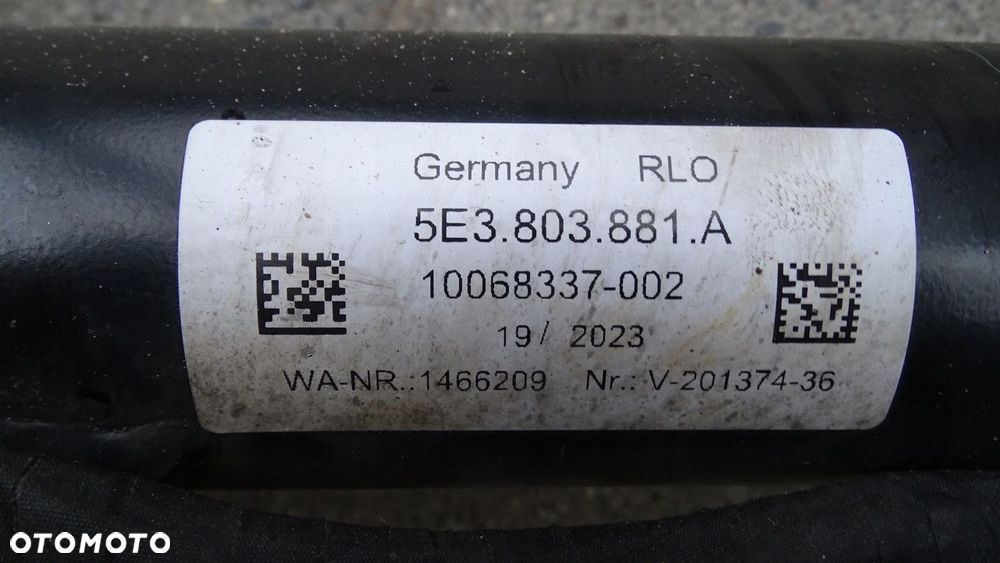 Germany RLO
5E3.803.881.A
10068337-002
19/ 2023
WA-NR.:1466209 Nr.: V-201374-36
OTOMOTO